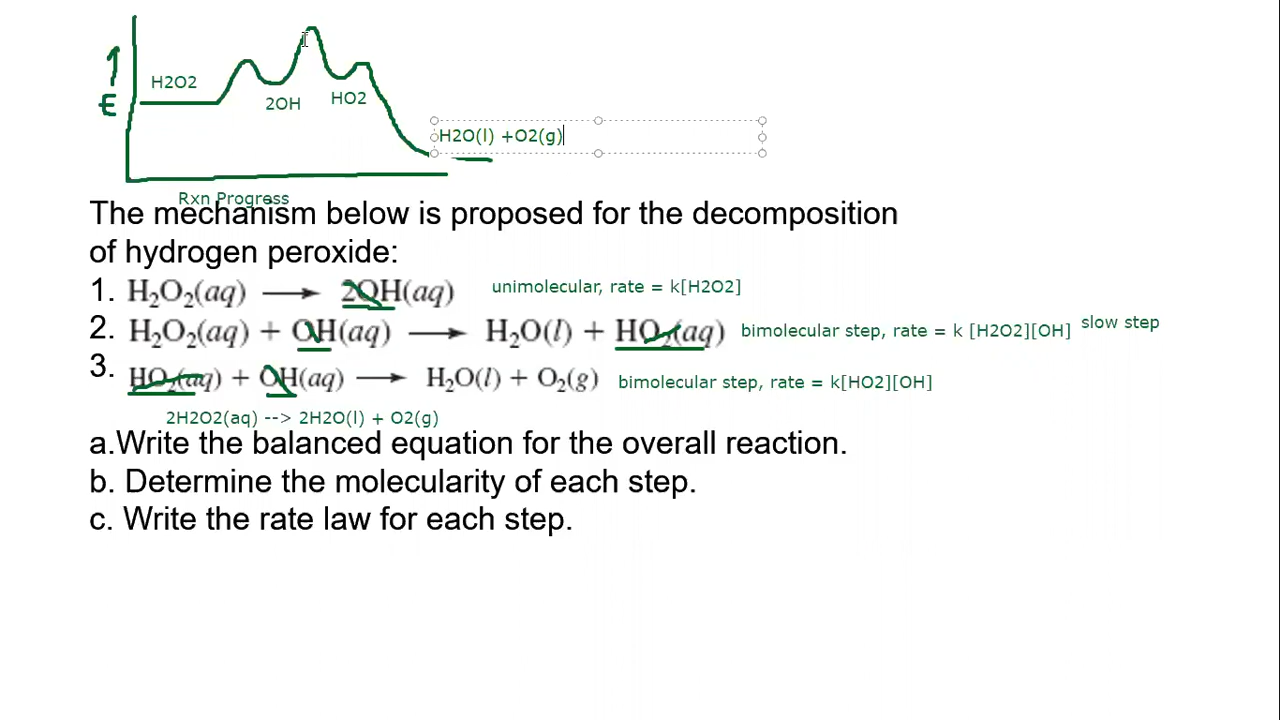 E
H2O2
2OH
HO2
H2O(l) +O2(g)
Rxn Progress
The mechanism below is proposed for the decomposition
of hydrogen peroxide:
1. H₂O₂(aq) ⟶ 2OH(aq) unimolecular, rate = k[H2O2]
2. H₂O₂(aq) + OH(aq) ⟶ H₂O(l) + HO₂(aq) bimolecular step, rate = k [H2O2][OH] slow step
3. HO₂(aq) + OH(aq) ⟶ H₂O(l) + O₂(g) bimolecular step, rate = k[HO2][OH]
2H2O2(aq) --> 2H2O(l) + O2(g)
a.Write the balanced equation for the overall reaction.
b. Determine the molecularity of each step.
c. Write the rate law for each step.